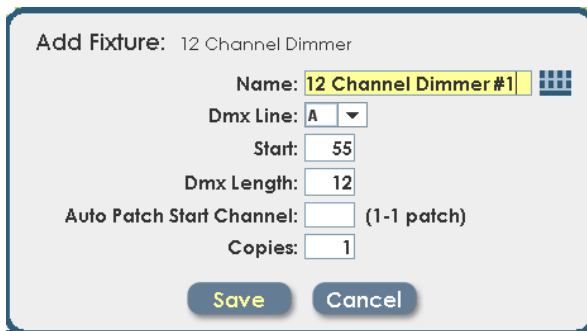 Add Fixture: 12 Channel Dimmer
Name: 12 Channel Dimmer #1
Dmx Line: A
Start: 55
Dmx Length: 12
Auto Patch Start Channel: (1-1 patch)
Copies: 1
Save Cancel